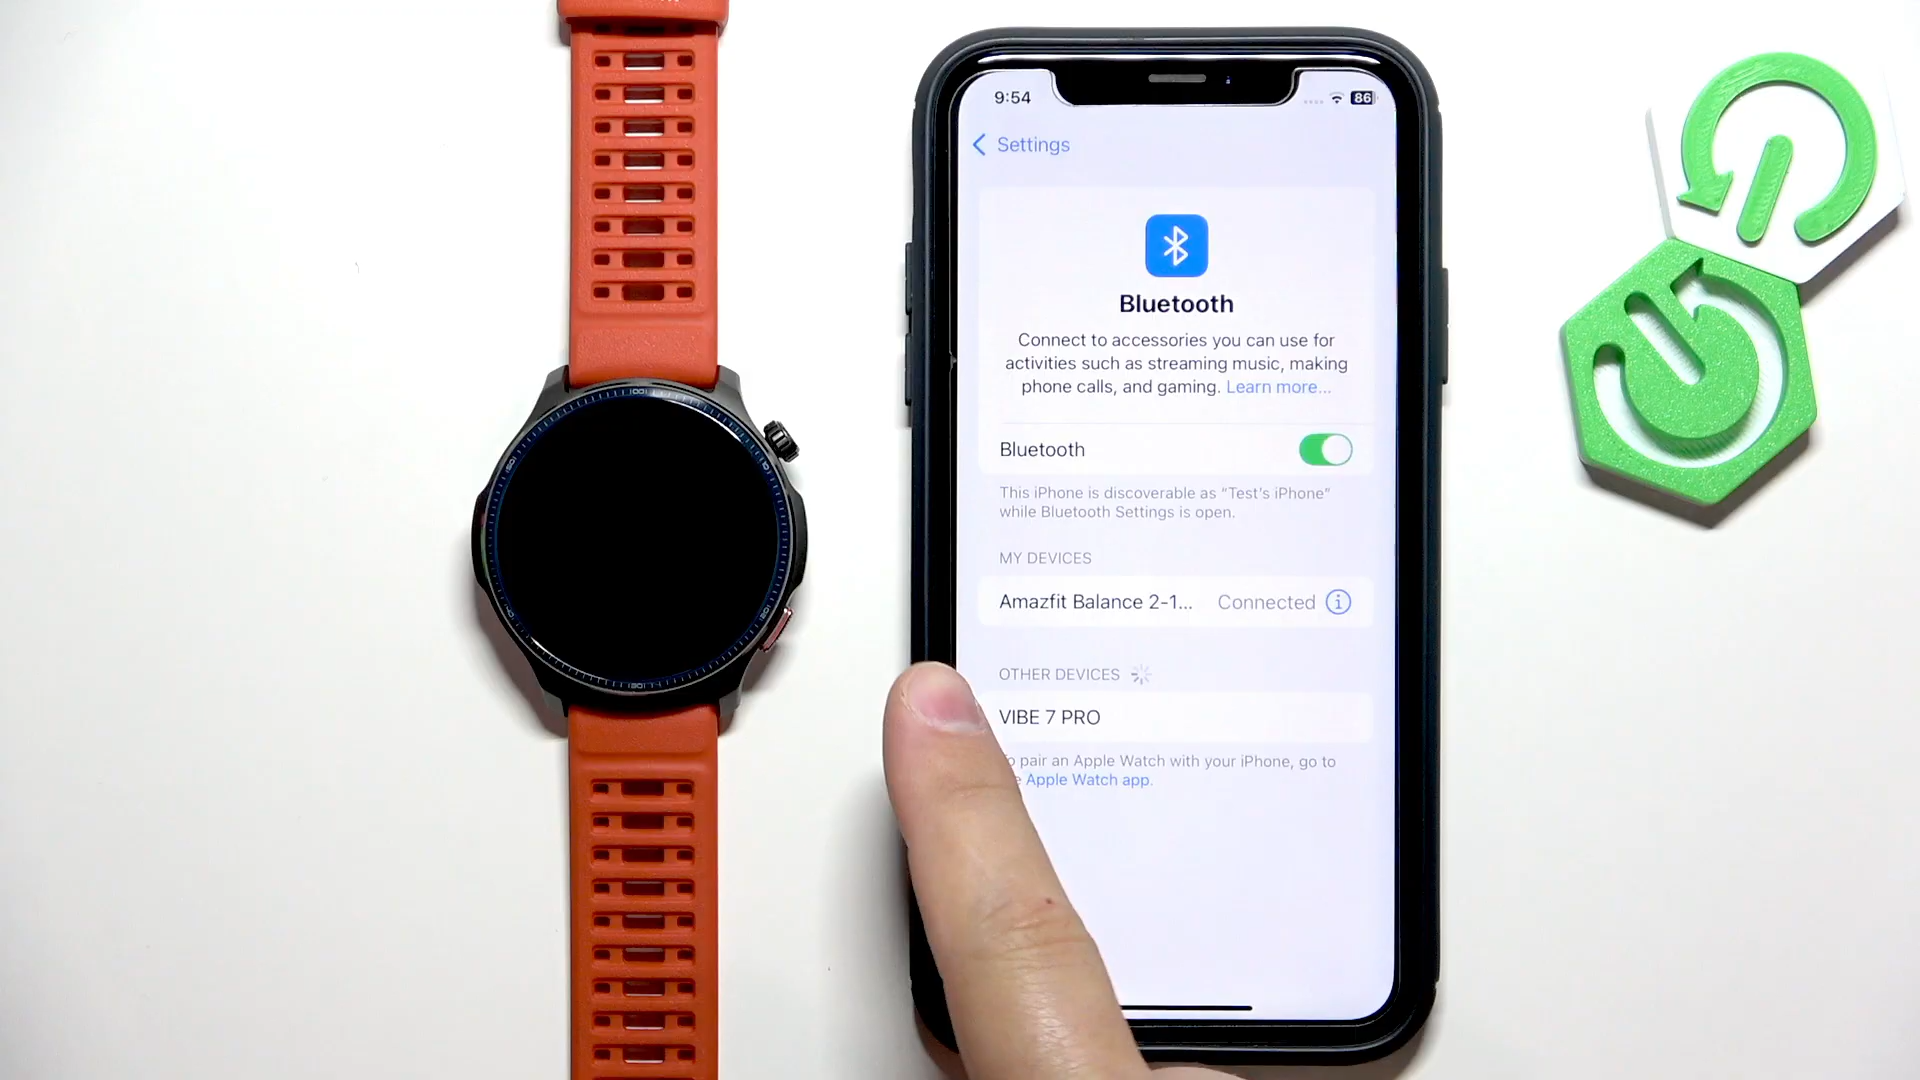 9:54
86
Settings
Bluetooth
Connect to accessories you can use for
activities such as streaming music, making
phone calls, and gaming. Learn more...
Bluetooth
This iPhone is discoverable as “Test’s iPhone”
while Bluetooth Settings is open.
MY DEVICES
Amazfit Balance 2-1... Connected
OTHER DEVICES
VIBE 7 PRO
pair an Apple Watch with your iPhone, go to
Apple Watch app.